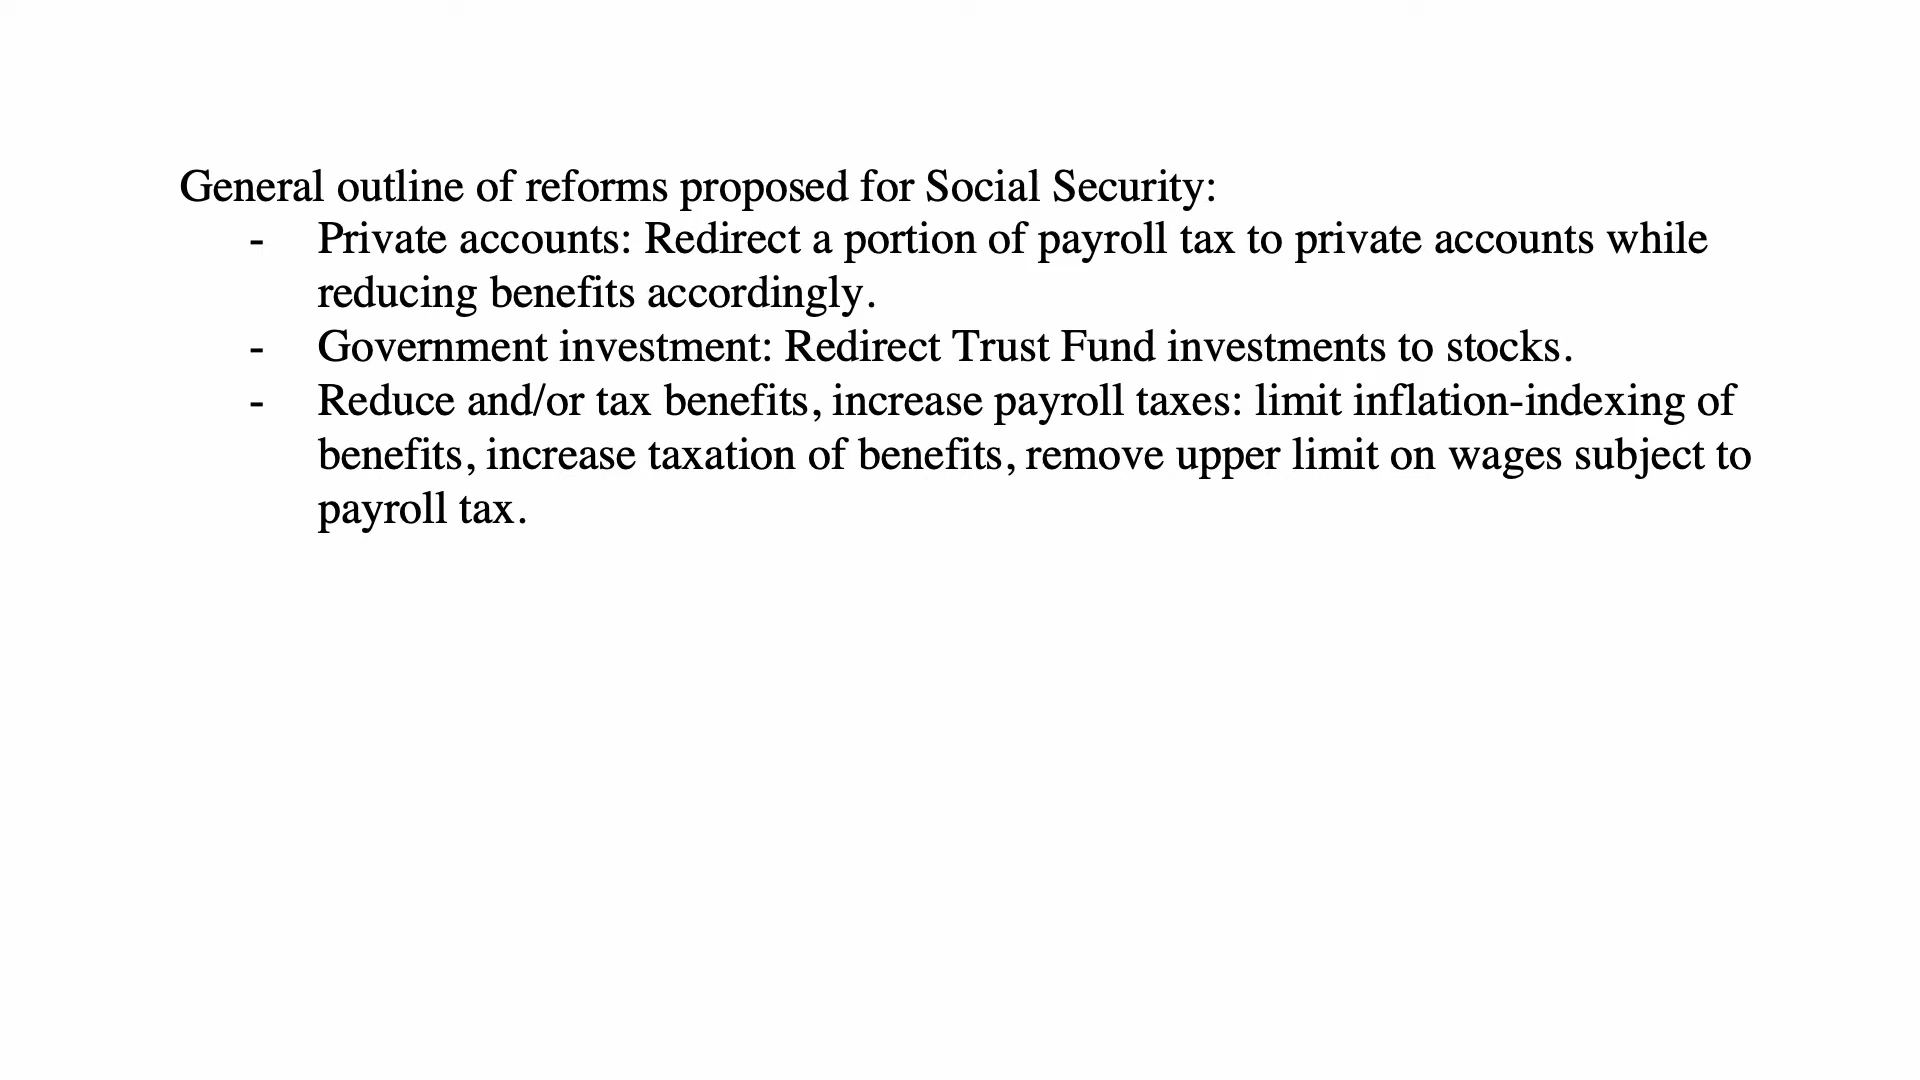 General outline of reforms proposed for Social Security:
- Private accounts: Redirect a portion of payroll tax to private accounts while
reducing benefits accordingly.
- Government investment: Redirect Trust Fund investments to stocks.
- Reduce and/or tax benefits, increase payroll taxes: limit inflation-indexing of
benefits, increase taxation of benefits, remove upper limit on wages subject to
payroll tax.